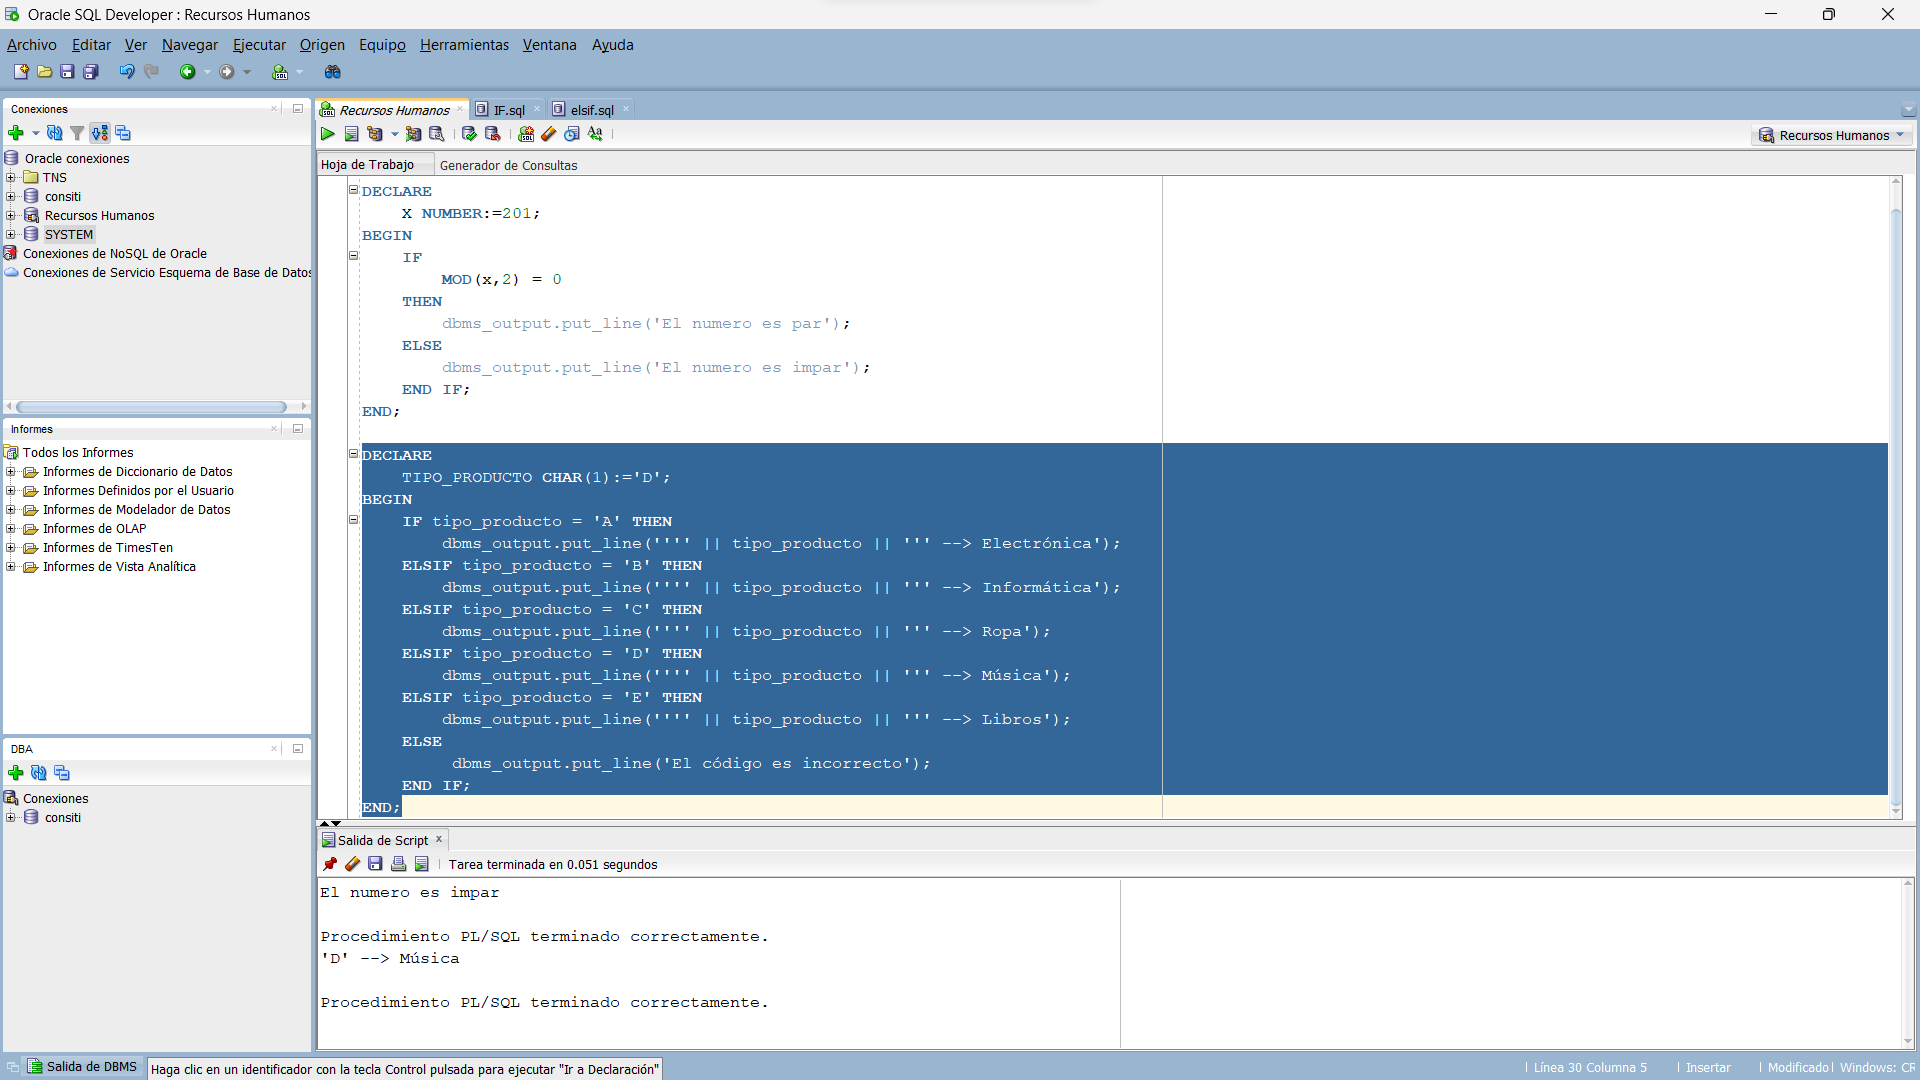 Oracle SQL Developer : Recursos Humanos
Archivo Editar Ver Navegar Ejecutar Origen Equipo Herramientas Ventana Ayuda
Conexiones
Oracle conexiones
TNS
consiti
Recursos Humanos
SYSTEM
Conexiones de NoSQL de Oracle
Conexiones de Servicio Esquema de Base de Datos
Informes
Todos los Informes
Informes de Diccionario de Datos
Informes Definidos por el Usuario
Informes de Modelador de Datos
Informes de OLAP
Informes de TimesTen
Informes de Vista Analítica
DBA
Conexiones
consiti
Recursos Humanos IF.sql elsif.sql
Recursos Humanos
Hoja de Trabajo Generador de Consultas
DECLARE
    X NUMBER:=201;
BEGIN
    IF
        MOD(x,2) = 0
    THEN
        dbms_output.put_line('El numero es par');
    ELSE
        dbms_output.put_line('El numero es impar');
    END IF;
END;
DECLARE
    TIPO_PRODUCTO CHAR(1):='D';
BEGIN
    IF tipo_producto = 'A' THEN
        dbms_output.put_line('''' || tipo_producto || ''' --> Electrónica');
    ELSIF tipo_producto = 'B' THEN
        dbms_output.put_line('''' || tipo_producto || ''' --> Informática');
    ELSIF tipo_producto = 'C' THEN
        dbms_output.put_line('''' || tipo_producto || ''' --> Ropa');
    ELSIF tipo_producto = 'D' THEN
        dbms_output.put_line('''' || tipo_producto || ''' --> Música');
    ELSIF tipo_producto = 'E' THEN
        dbms_output.put_line('''' || tipo_producto || ''' --> Libros');
    ELSE
         dbms_output.put_line('El código es incorrecto');
    END IF;
END;
Salida de Script
Tarea terminada en 0.051 segundos
El numero es impar
Procedimiento PL/SQL terminado correctamente.
'D' --> Música
Procedimiento PL/SQL terminado correctamente.
Salida de DBMS
Haga clic en un identificador con la tecla Control pulsada para ejecutar "Ir a Declaración"
Línea 30 Columna 5 Insertar Modificado Windows: CR